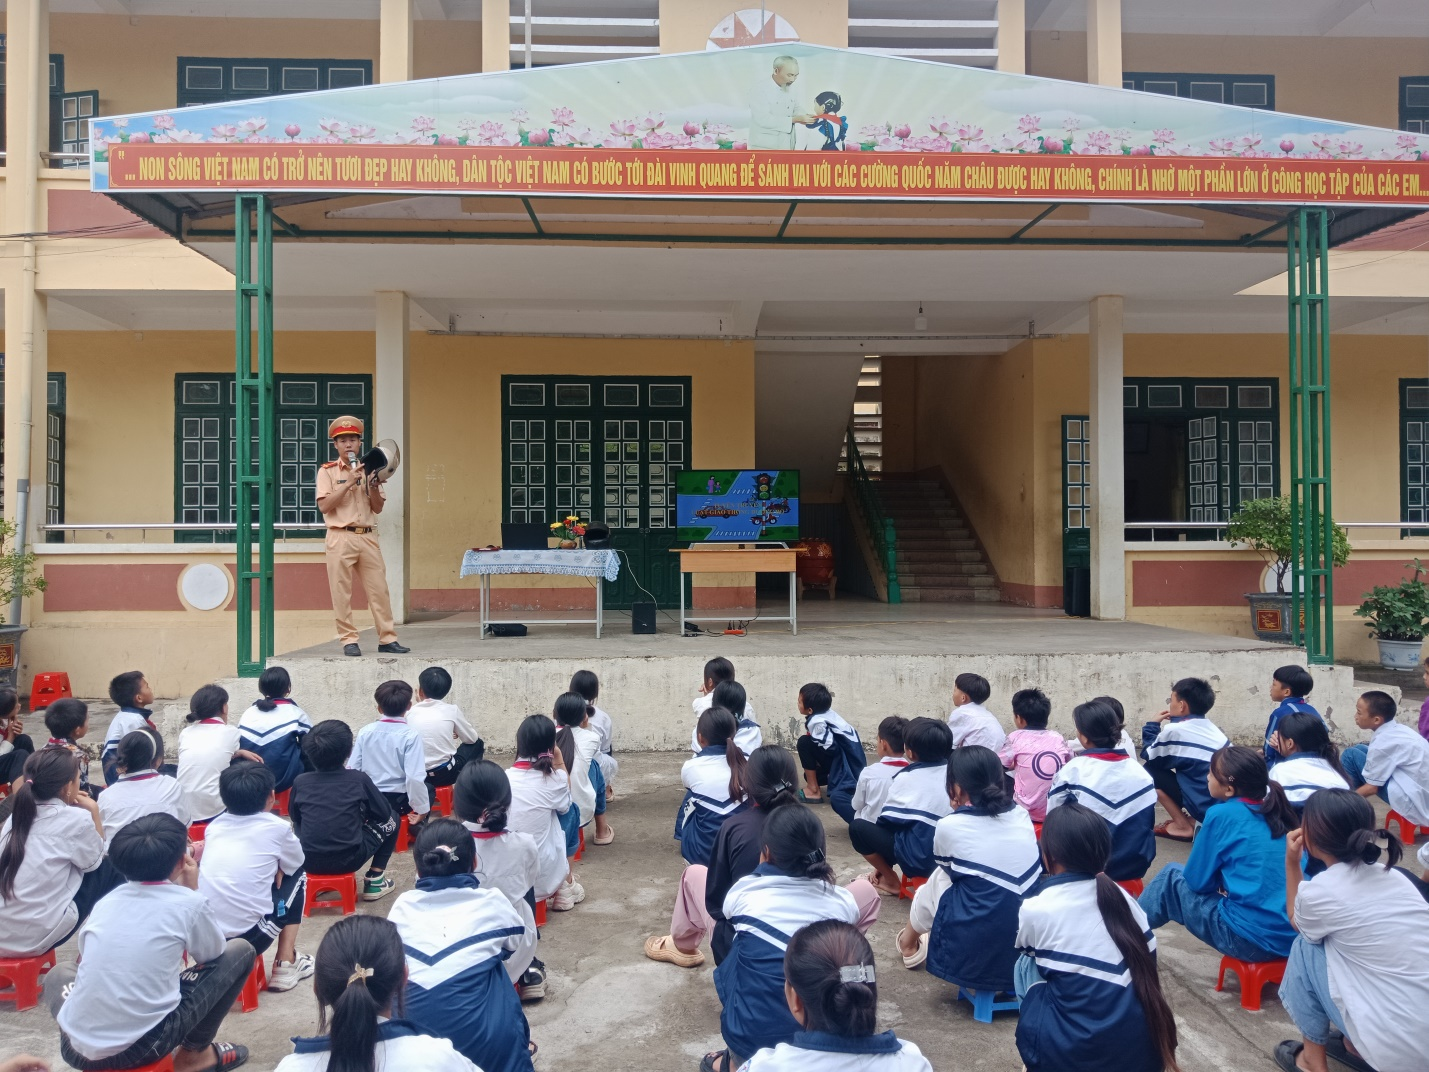 "... NON SÔNG VIỆT NAM CÓ TRỞ NÊN TƯƠI ĐẸP HAY KHÔNG, DÂN TỘC VIỆT NAM CÓ BƯỚC TỚI ĐÀI VINH QUANG ĐỂ SÁNH VAI VỚI CÁC CƯỜNG QUỐC NĂM CHÂU ĐƯỢC HAY KHÔNG, CHÍNH LÀ NHỜ MỘT PHẦN LỚN Ở CÔNG HỌC TẬP CỦA CÁC EM...